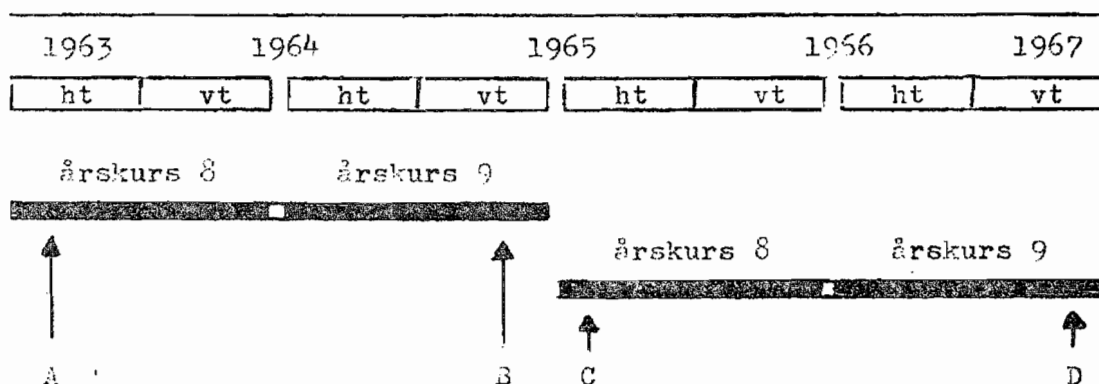 1963 1964 1965 1966 1967
ht vt ht vt ht vt ht vt
årskurs 8 årskurs 9
årskurs 8 årskurs 9
A B C D